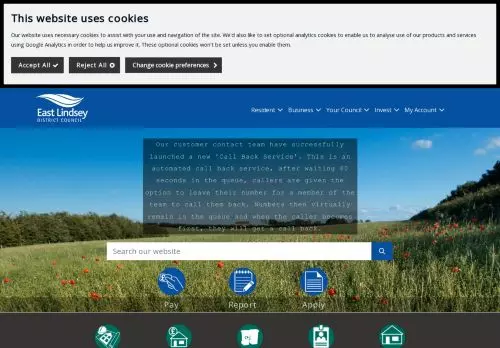 This website uses cookies
Our website uses necessary cookies to assist with your use and navigation of the site. We'd also like to set optional analytics cookies to enable us to analyse use of our products and services
using Google Analytics in order to help us improve it. These optional cookies won't be set unless you enable them.
Accept All
Reject All
Change cookie preferences
East Lindsey
DISTRICT COUNCIL
Resident
Business
Your Council
Invest
My Account
Our customer contact team have successfully
launched a new 'Call Back Service'. This is an
automated call back service, after waiting 60
seconds in the queue, callers are given the
option to leave their number for a member of the
team to call them back. Numbers then virtually
remain in the queue and when the caller becomes
first, they will get a call back.
Search our website
Pay
Report
Apply